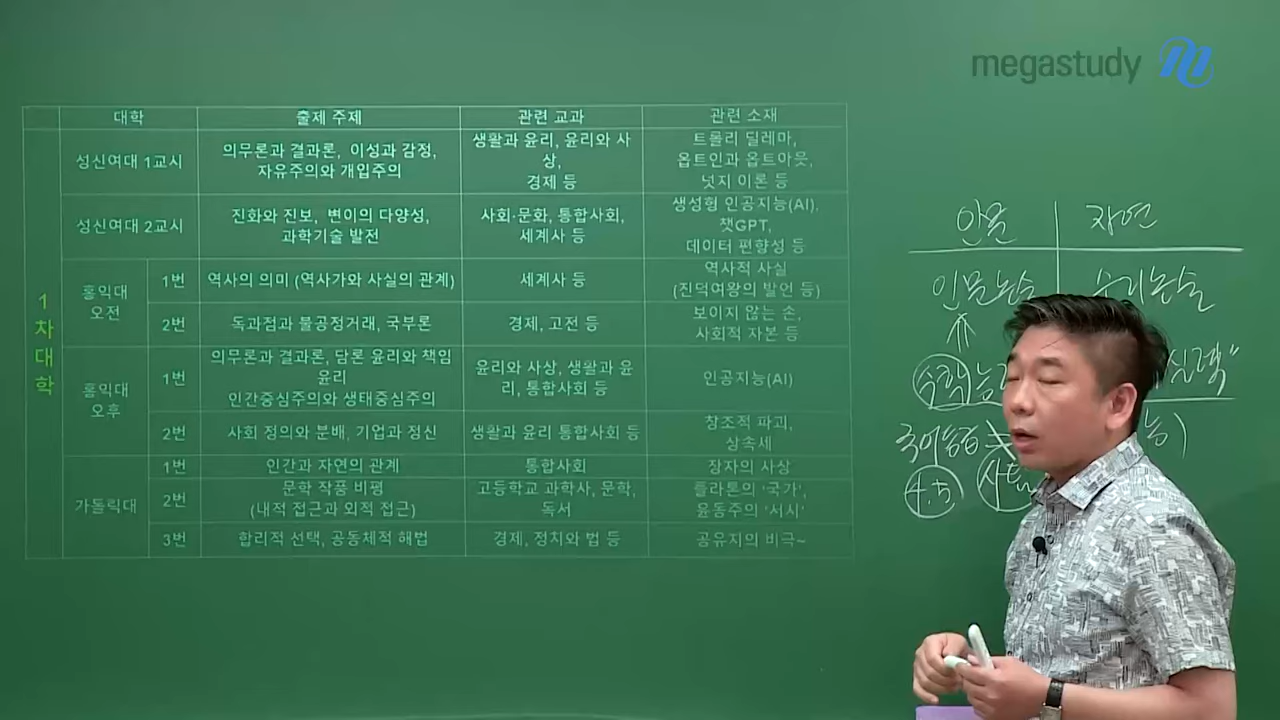 megastudy
대학 출제 주제 관련 교과 관련 소재
1차대학
성신여대 1교시
의무론과 결과론, 이성과 감정,
자유주의와 개입주의
생활과 윤리, 윤리와 사
상,
경제 등
트롤리 딜레마,
옵트인과 옵트아웃,
넛지 이론 등
성신여대 2교시
진화와 진보, 변이의 다양성,
과학기술 발전
사회·문화, 통합사회,
세계사 등
생성형 인공지능(AI),
챗GPT,
데이터 편향성 등
홍익대
오전
1번
역사의 의미 (역사가와 사실의 관계)
세계사 등
역사적 사실
(진덕여왕의 발언 등)
2번
독과점과 불공정거래, 국부론
경제, 고전 등
보이지 않는 손,
사회적 자본 등
홍익대
오후
1번
의무론과 결과론, 담론 윤리와 책임
윤리
인간중심주의와 생태중심주의
윤리와 사상, 생활과 윤
리, 통합사회 등
인공지능(AI)
2번
사회 정의와 분배, 기업과 정신
생활과 윤리 통합사회 등
창조적 파괴,
상속세
가톨릭대
1번
인간과 자연의 관계
통합사회
장자의 사상
2번
문학 작품 비평
(내적 접근과 외적 접근)
고등학교 과학사, 문학,
독서
플라톤의 '국가',
윤동주의 '서시'
3번
합리적 선택, 공동체적 해법
경제, 정치와 법 등
공유지의 비극~
인문 자연
인문논술 수리논술
수학
4.5